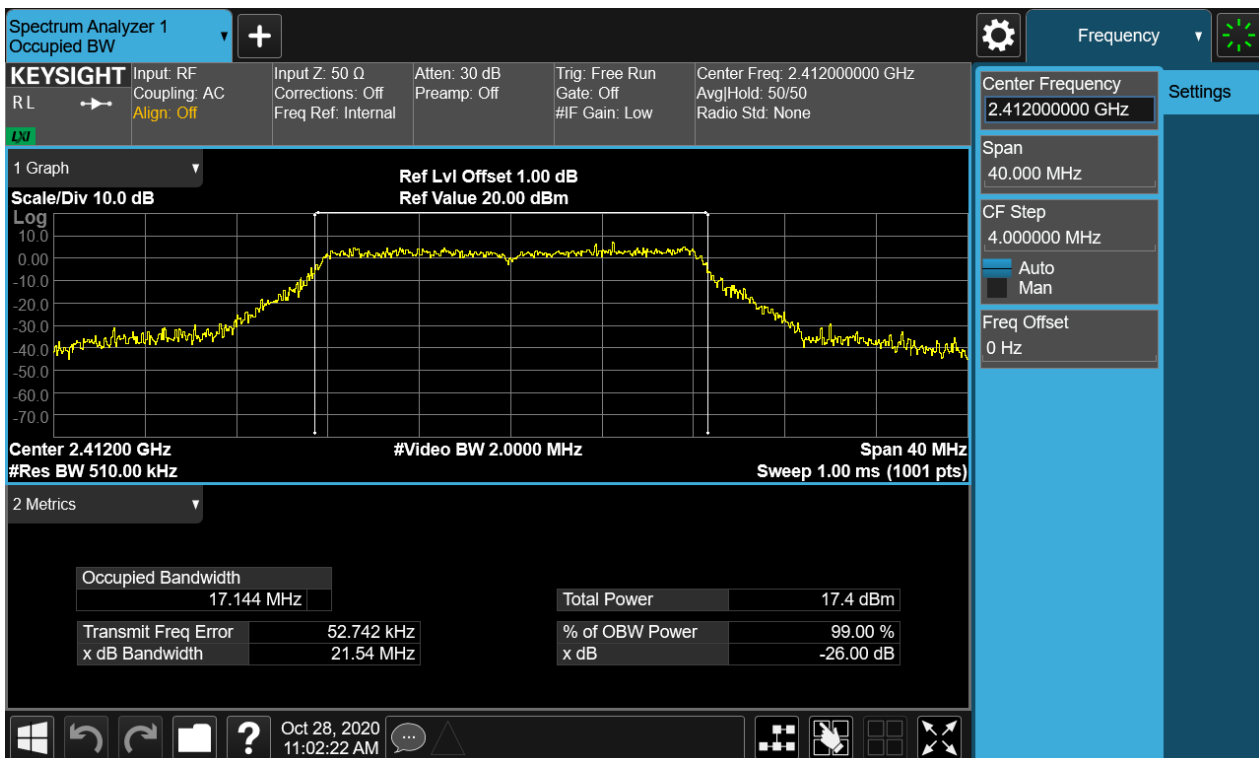 Spectrum Analyzer 1
Occupied BW
+
Frequency
KEYSIGHT
R L
LXI
Input: RF
Coupling: AC
Align: Off
Input Z: 50 Ω
Corrections: Off
Freq Ref: Internal
Atten: 30 dB
Preamp: Off
Trig: Free Run
Gate: Off
#IF Gain: Low
Center Freq: 2.412000000 GHz
Avg|Hold: 50/50
Radio Std: None
Center Frequency
2.412000000 GHz
Settings
Span
40.000 MHz
CF Step
4.000000 MHz
Auto
Man
Freq Offset
0 Hz
1 Graph
Scale/Div 10.0 dB
Ref Lvl Offset 1.00 dB
Ref Value 20.00 dBm
Log
10.0
0.00
-10.0
-20.0
-30.0
-40.0
-50.0
-60.0
-70.0
Center 2.41200 GHz
#Video BW 2.0000 MHz
Span 40 MHz
#Res BW 510.00 kHz
Sweep 1.00 ms (1001 pts)
2 Metrics
Occupied Bandwidth
17.144 MHz
Total Power 17.4 dBm
Transmit Freq Error 52.742 kHz
% of OBW Power 99.00 %
x dB Bandwidth 21.54 MHz
x dB -26.00 dB
?
Oct 28, 2020
11:02:22 AM